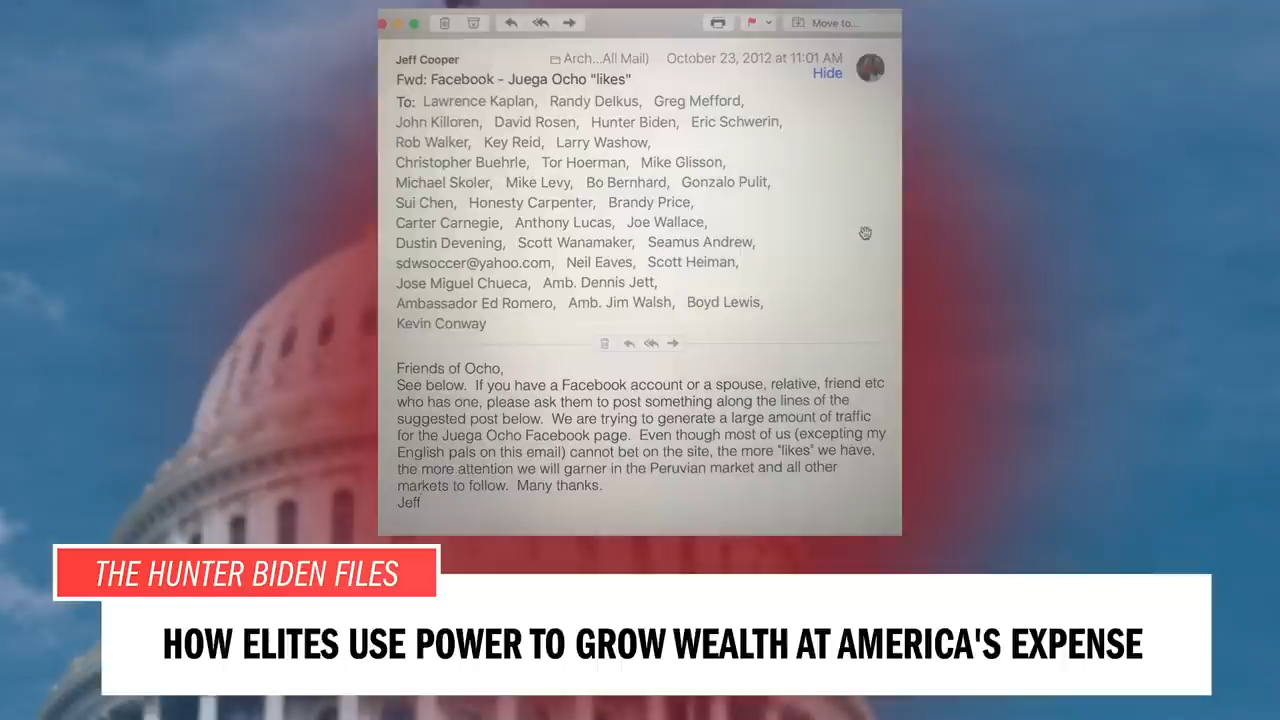 Move to...
Jeff Cooper
Arch...All Mail) October 23, 2012 at 11:01 AM
Hide
Fwd: Facebook - Juega Ocho "likes"
To: Lawrence Kaplan, Randy Delkus, Greg Mefford,
John Killoren, David Rosen, Hunter Biden, Eric Schwerin,
Rob Walker, Key Reid, Larry Washow,
Christopher Buehrle, Tor Hoerman, Mike Glisson,
Michael Skoler, Mike Levy, Bo Bernhard, Gonzalo Pulit,
Sui Chen, Honesty Carpenter, Brandy Price,
Carter Carnegie, Anthony Lucas, Joe Wallace,
Dustin Devening, Scott Wanamaker, Seamus Andrew,
sdwsoccer@yahoo.com, Neil Eaves, Scott Heiman,
Jose Miguel Chueca, Amb. Dennis Jett,
Ambassador Ed Romero, Amb. Jim Walsh, Boyd Lewis,
Kevin Conway
Friends of Ocho,
See below. If you have a Facebook account or a spouse, relative, friend etc
who has one, please ask them to post something along the lines of the
suggested post below. We are trying to generate a large amount of traffic
for the Juega Ocho Facebook page. Even though most of us (excepting my
English pals on this email) cannot bet on the site, the more "likes" we have,
the more attention we will garner in the Peruvian market and all other
markets to follow. Many thanks.
Jeff
THE HUNTER BIDEN FILES
HOW ELITES USE POWER TO GROW WEALTH AT AMERICA'S EXPENSE